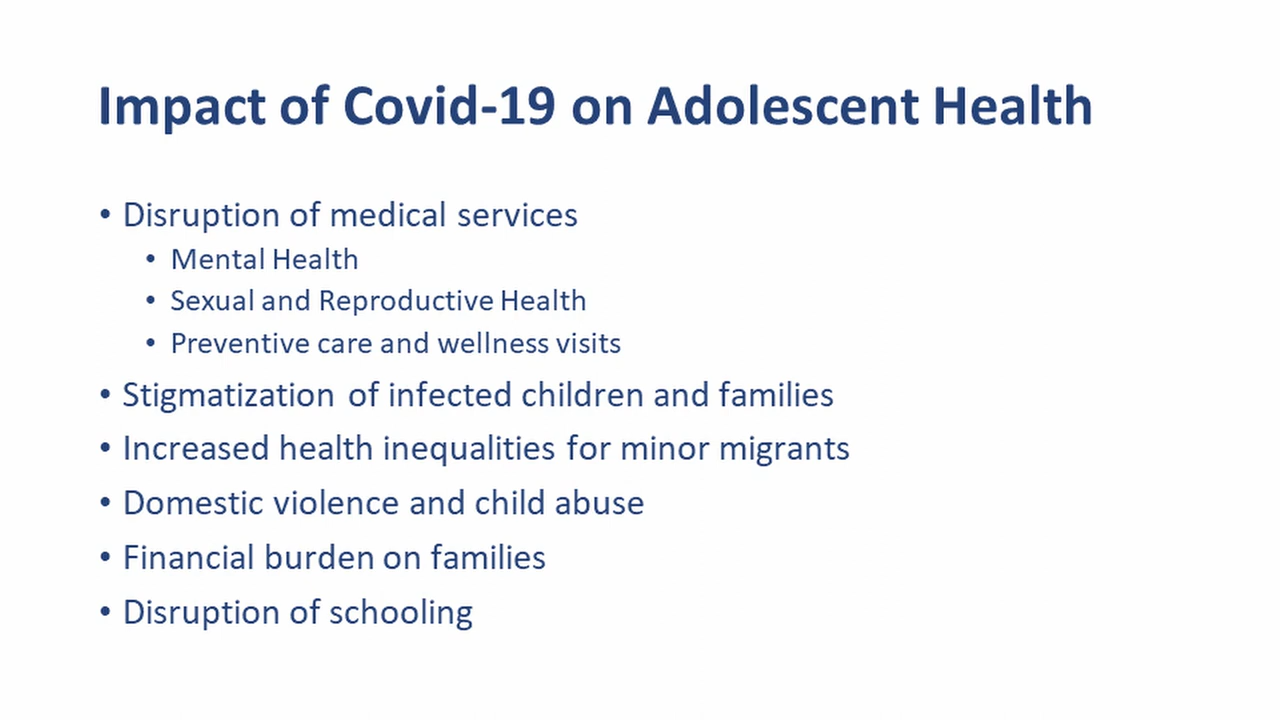 Impact of Covid-19 on Adolescent Health
• Disruption of medical services
• Mental Health
• Sexual and Reproductive Health
• Preventive care and wellness visits
• Stigmatization of infected children and families
• Increased health inequalities for minor migrants
• Domestic violence and child abuse
• Financial burden on families
• Disruption of schooling